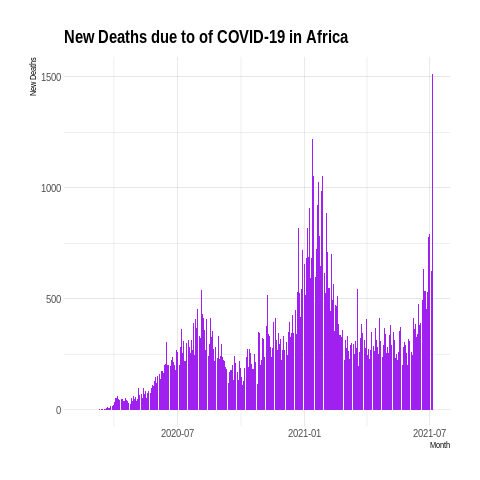 New Deaths due to of COVID-19 in Africa
New Deaths
1500
1000
500
0
2020-07
2021-01
2021-07
Month